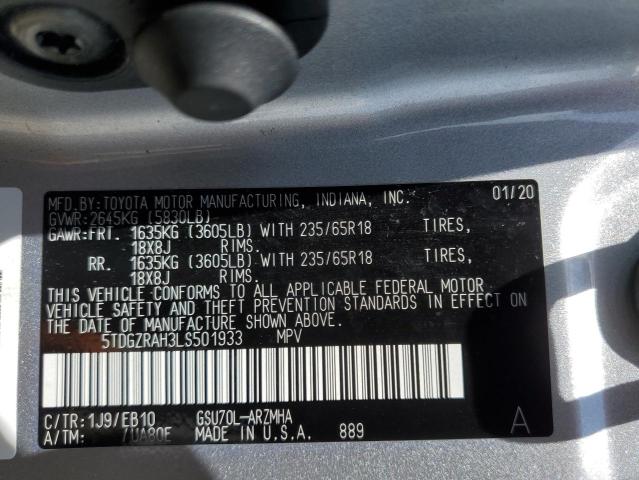 MFD.BY: TOYOTA MOTOR MANUFACTURING, INDIANA, INC. 01/20
GVWR: 2645KG (5830LB)
GAWR: FRT. 1635KG (3605LB) WITH 235/65R18 TIRES,
18X8J RIMS.
RR. 1635KG (3605LB) WITH 235/65R18 TIRES,
18X8J RIMS.
THIS VEHICLE CONFORMS TO ALL APPLICABLE FEDERAL MOTOR
VEHICLE SAFETY AND THEFT PREVENTION STANDARDS IN EFFECT ON
THE DATE OF MANUFACTURE SHOWN ABOVE.
5TDGZRAH3LS501933 MPV
C/TR: 1J9/EB10 GSU70L-ARZMHA
A/TM: /UA80E MADE IN U.S.A. 889 A